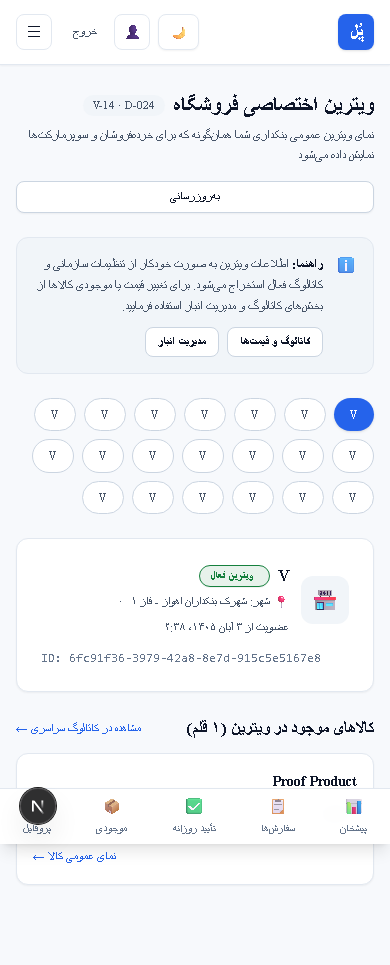 پُل
خروج
ویترین اختصاصی فروشگاه
V-14 · D-024
نمای ویترین عمومی بنکداری شما همان‌گونه که برای خرده‌فروشان و سوپرمارکت‌ها
نمایش داده می‌شود
به‌روزرسانی
راهنما: اطلاعات ویترین به صورت خودکار از تنظیمات سازمانی و
کاتالوگ فعال استخراج می‌شود. برای تغییر قیمت یا موجودی کالاها از
بخش‌های کاتالوگ و مدیریت انبار استفاده فرمایید.
کاتالوگ و قیمت‌ها
مدیریت انبار
V V V V V V V
V V V V V V V
V V V V V V
V
ویترین فعال
شهر: شهرک بنکداران اهواز - فاز ۱ ·
عضویت از ۳ آبان ۱۴۰۵، ۲:۳۸
ID: 6fc91f36-3979-42a8-8e7d-915c5e5167e8
کالاهای موجود در ویترین (۱ قلم)
مشاهده در کاتالوگ سراسری ←
Proof Product
پیشخان
سفارش‌ها
تأیید روزانه
موجودی
پروفایل
N
نمای عمومی کالا ←